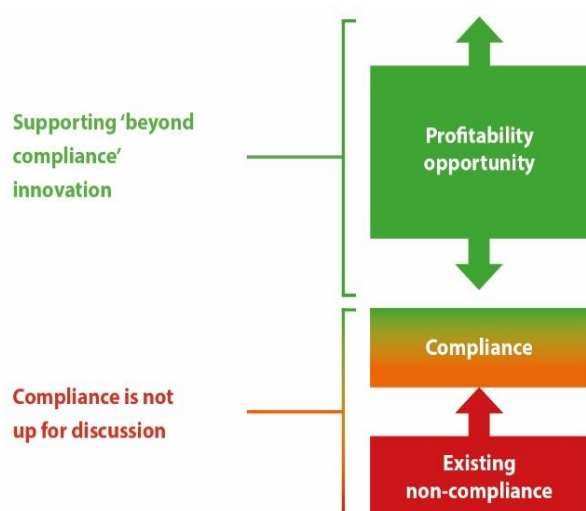 Supporting ‘beyond
compliance’
innovation
Profitability
opportunity
Compliance
Compliance is not
up for discussion
Existing
non-compliance